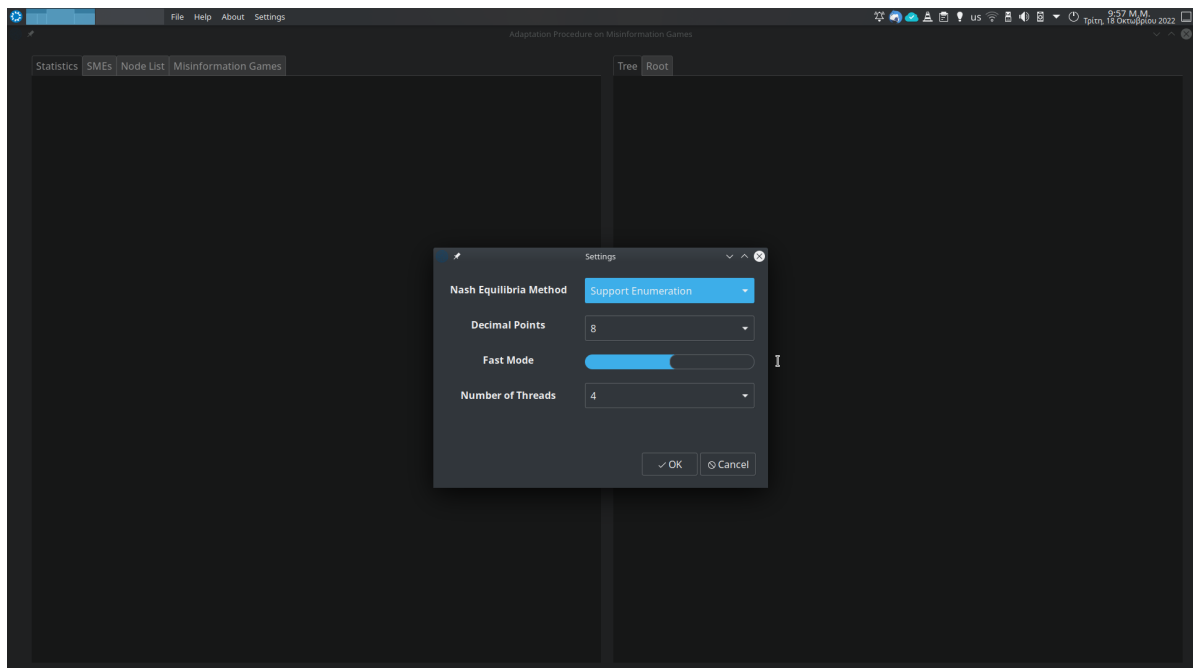 File Help About Settings
us
9:57 Μ.Μ.
Τρίτη, 18 Οκτωβρίου 2022
Adaptation Procedure on Misinformation Games
Statistics SMEs Node List Misinformation Games
Tree Root
Settings
Nash Equilibria Method Support Enumeration
Decimal Points 8
Fast Mode
Number of Threads 4
OK Cancel